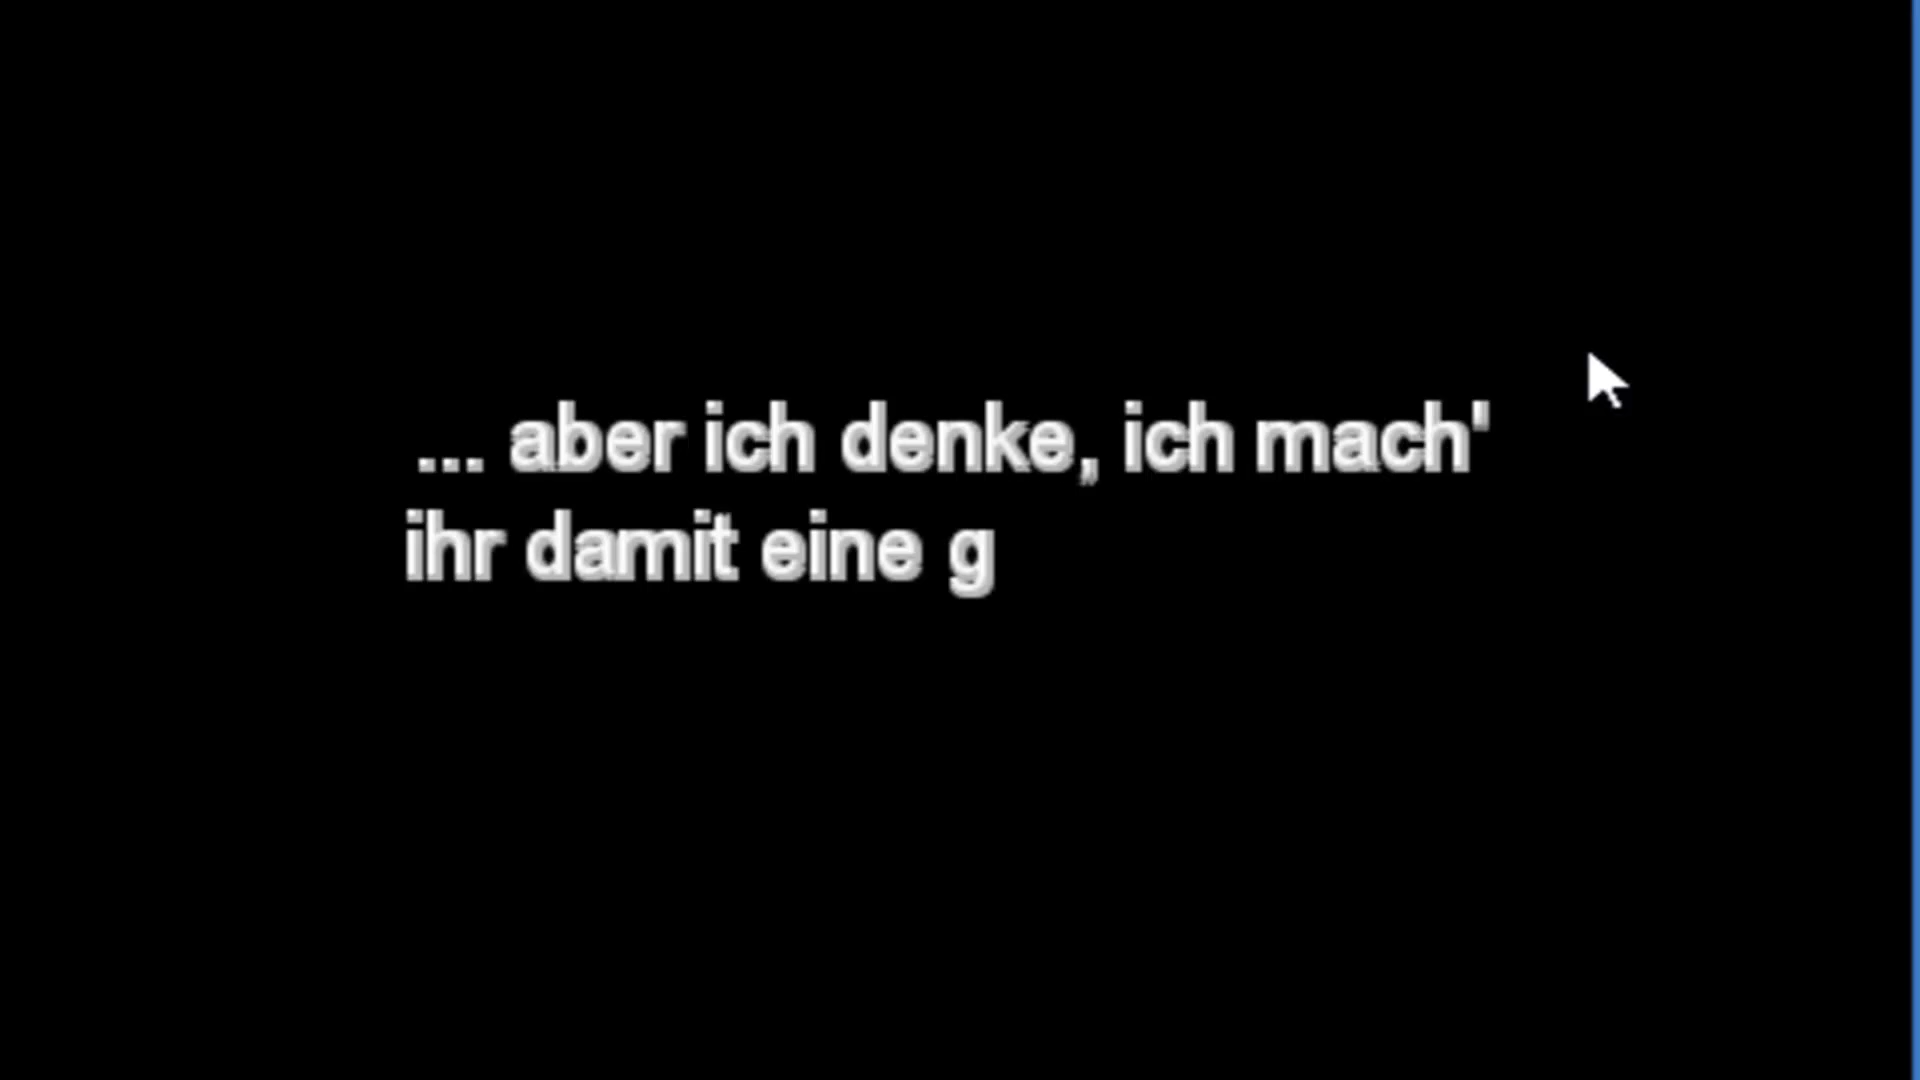 ... aber ich denke, ich mach'
ihr damit eine g